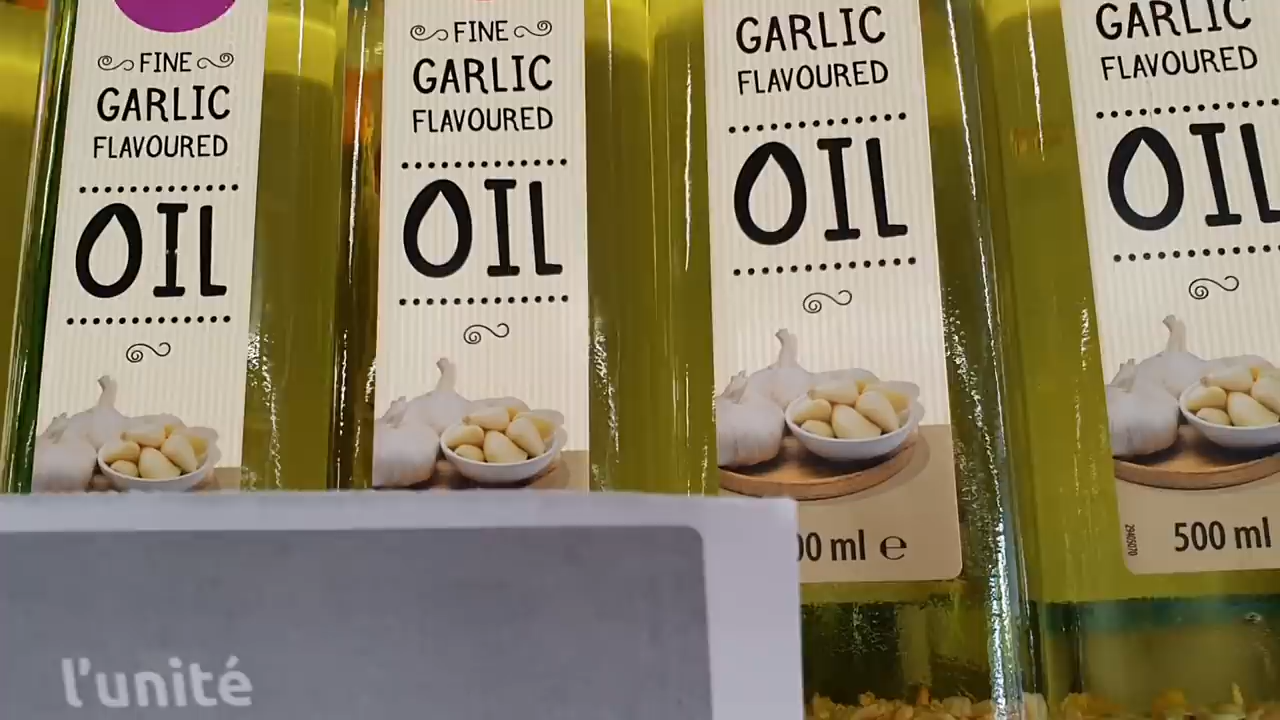 FINE
GARLIC
FLAVOURED
OIL
FINE
GARLIC
FLAVOURED
OIL
GARLIC
FLAVOURED
OIL
00 ml e
GARLIC
FLAVOURED
OIL
29405070
500 ml
l'unité